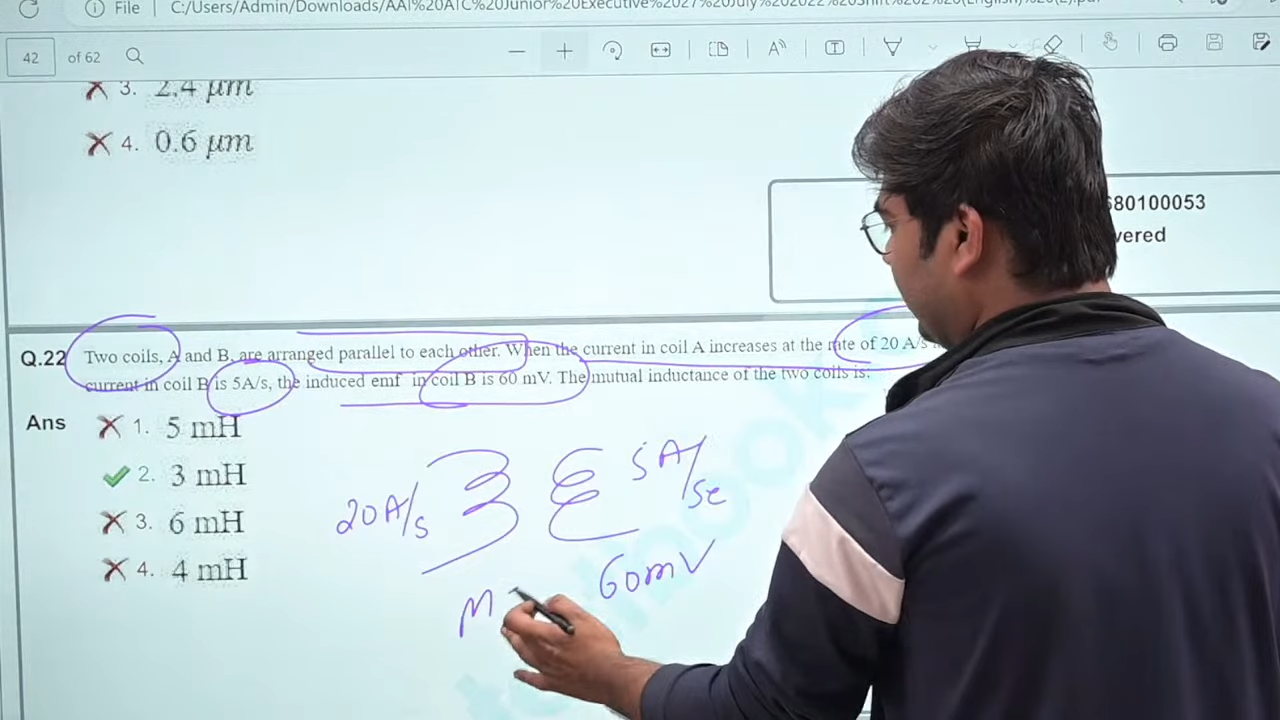 File C:/Users/Admin/Downloads/AAI%20ATC%20Junior%20Executive%2027%20July%202022%20Shift%202%20(English)%20(2).pdf
42 of 62
3. 2.4 μm
4. 0.6 μm
680100053
vered
Q.22 Two coils, A and B, are arranged parallel to each other. When the current in coil A increases at the rate of 20 A/s
current in coil B is 5A/s, the induced emf in coil B is 60 mV. The mutual inductance of the two coils is:
Ans 1. 5 mH
2. 3 mH
3. 6 mH
4. 4 mH
20A/s
5A/se
60mV
M